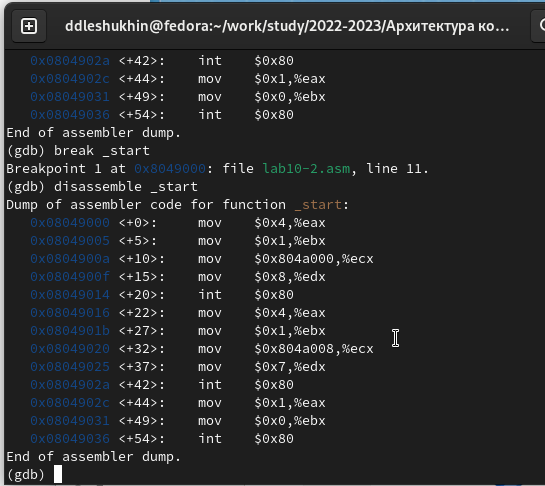 ddleshukhin@fedora:~/work/study/2022-2023/Архитектура ко...
0x0804902a <+42>: int $0x80
0x0804902c <+44>: mov $0x1,%eax
0x08049031 <+49>: mov $0x0,%ebx
0x08049036 <+54>: int $0x80
End of assembler dump.
(gdb) break _start
Breakpoint 1 at 0x8049000: file lab10-2.asm, line 11.
(gdb) disassemble _start
Dump of assembler code for function _start:
0x08049000 <+0>: mov $0x4,%eax
0x08049005 <+5>: mov $0x1,%ebx
0x0804900a <+10>: mov $0x804a000,%ecx
0x0804900f <+15>: mov $0x8,%edx
0x08049014 <+20>: int $0x80
0x08049016 <+22>: mov $0x4,%eax
0x0804901b <+27>: mov $0x1,%ebx
0x08049020 <+32>: mov $0x804a008,%ecx
0x08049025 <+37>: mov $0x7,%edx
0x0804902a <+42>: int $0x80
0x0804902c <+44>: mov $0x1,%eax
0x08049031 <+49>: mov $0x0,%ebx
0x08049036 <+54>: int $0x80
End of assembler dump.
(gdb)